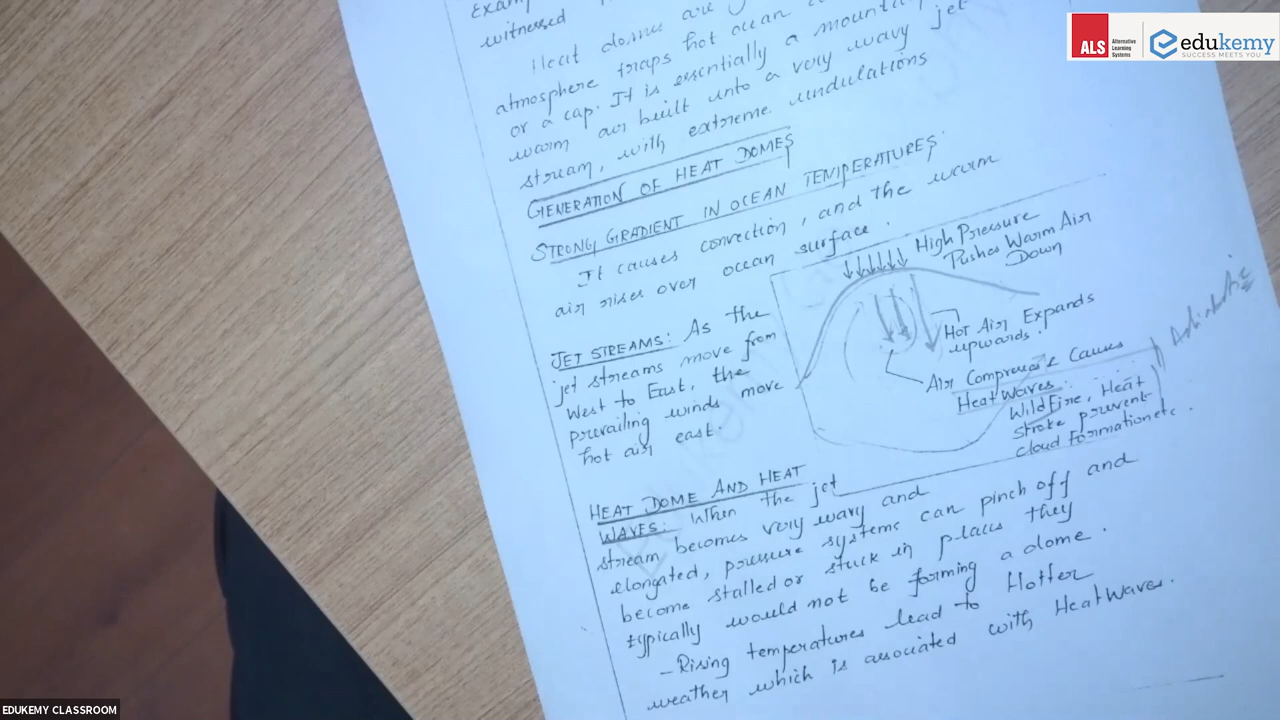 Exam
witnessed
Heat domes are
atmosphere traps hot ocean
or a cap. It is essentially a mountain
warm air built into a very wavy jet
stream, with extreme undulations
GENERATION OF HEAT DOMES
STRONG GRADIENT IN OCEAN TEMPERATURES
It causes convection, and the warm
air rises over ocean surface.
JET STREAMS: As the
jet streams move from
West to East, the
prevailing winds move
hot air east.
High Pressure
Pushes Warm Air
Down
Hot Air Expands
upwards.
Air Compresses & Causes
Heat Waves
Wild Fire, Heat
Stroke prevent
Cloud Formation etc.
Adiabatic
HEAT DOME AND HEAT
WAVES: When the jet
stream becomes very wavy and
elongated, pressure systems can pinch off and
become stalled or stuck in places they
typically would not be forming a dome.
-Rising temperatures lead to Hotter
weather which is associated with HeatWaves.
ALS
Alternative
Learning
Systems
edukemy
SUCCESS MEETS YOU
EDUKEMY CLASSROOM